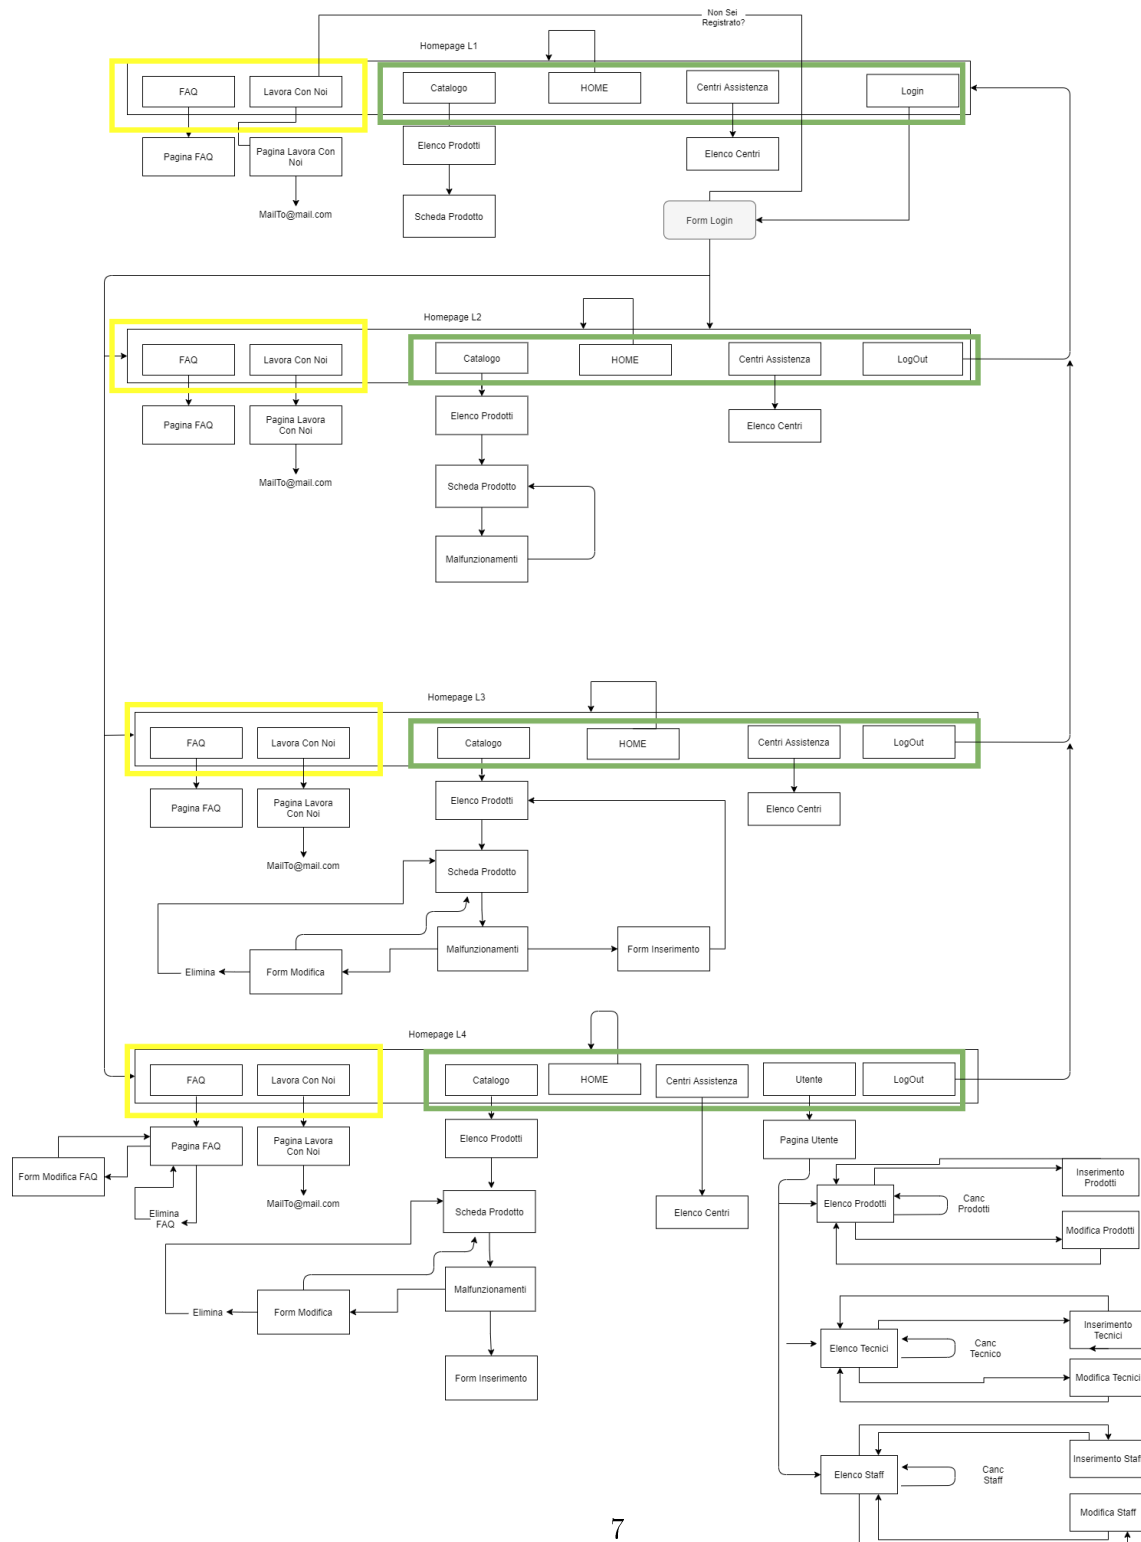 Non Sei
Registrato?
Homepage L1
FAQ
Lavora Con Noi
Catalogo
HOME
Centri Assistenza
Login
Pagina FAQ
Pagina Lavora Con
Noi
Elenco Prodotti
Elenco Centri
MailTo@mail.com
Scheda Prodotto
Form Login
Homepage L2
FAQ
Lavora Con Noi
Catalogo
HOME
Centri Assistenza
LogOut
Pagina FAQ
Pagina Lavora
Con Noi
Elenco Prodotti
Elenco Centri
MailTo@mail.com
Scheda Prodotto
Malfunzionamenti
Homepage L3
FAQ
Lavora Con Noi
Catalogo
HOME
Centri Assistenza
LogOut
Pagina FAQ
Pagina Lavora
Con Noi
Elenco Prodotti
Elenco Centri
MailTo@mail.com
Scheda Prodotto
Malfunzionamenti
Form Inserimento
Elimina
Form Modifica
Homepage L4
FAQ
Lavora Con Noi
Catalogo
HOME
Centri Assistenza
Utente
LogOut
Pagina FAQ
Pagina Lavora
Con Noi
Elenco Prodotti
Pagina Utente
Form Modifica FAQ
MailTo@mail.com
Elimina
FAQ
Scheda Prodotto
Elenco Centri
Elenco Prodotti
Canc
Prodotti
Inserimento
Prodotti
Modifica Prodotti
Malfunzionamenti
Elimina
Form Modifica
Form Inserimento
Elenco Tecnici
Canc
Tecnico
Inserimento
Tecnici
Modifica Tecnici
Elenco Staff
Canc
Staff
Inserimento Staff
Modifica Staff
7